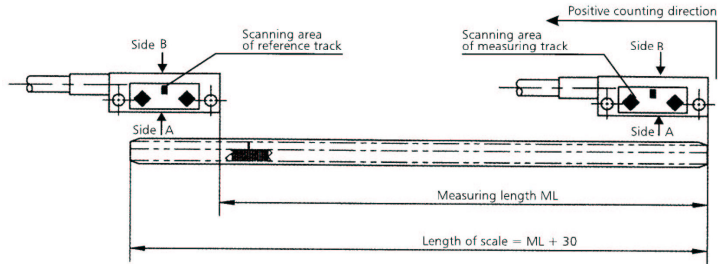 Positive counting direction
Side B
Scanning area
of reference track
Scanning area
of measuring track
Side B
Side A
Side A
Measuring length ML
Length of scale = ML + 30